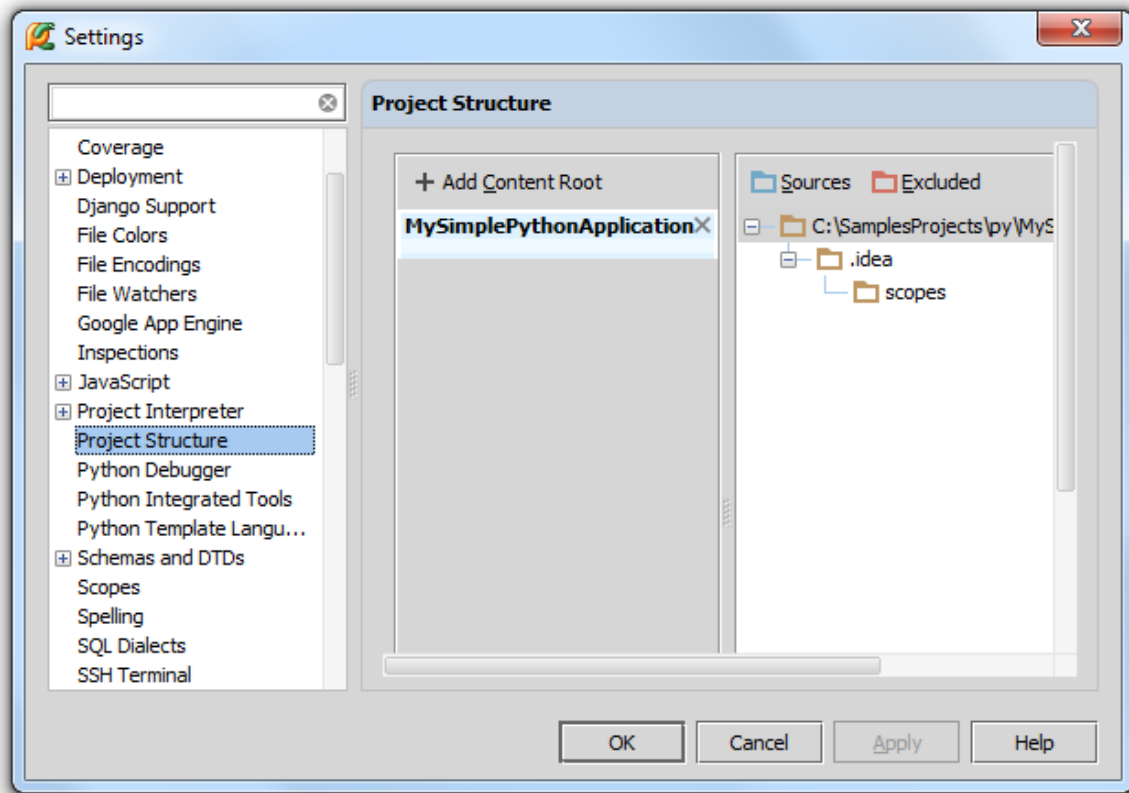 Settings
Project Structure
Coverage
Deployment
Django Support
File Colors
File Encodings
File Watchers
Google App Engine
Inspections
JavaScript
Project Interpreter
Project Structure
Python Debugger
Python Integrated Tools
Python Template Langu...
Schemas and DTDs
Scopes
Spelling
SQL Dialects
SSH Terminal
+ Add Content Root
MySimplePythonApplication
Sources Excluded
C:\SamplesProjects\py\MyS
.idea
scopes
OK Cancel Apply Help